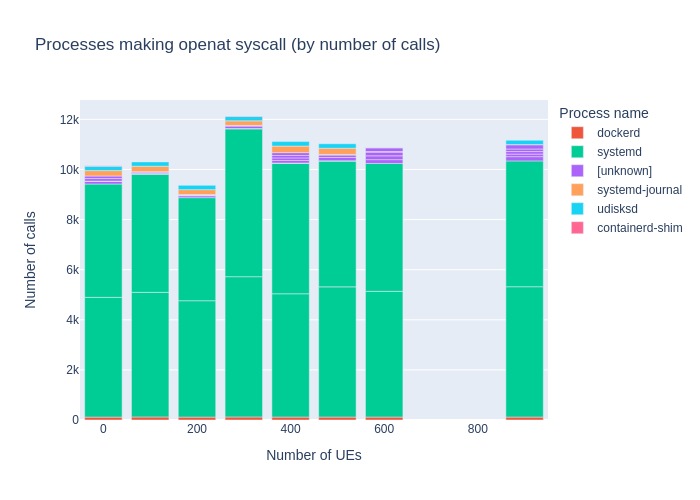 Processes making openat syscall (by number of calls)
Process name
dockerd
systemd
[unknown]
systemd-journal
udisksd
containerd-shim
12k
10k
8k
6k
4k
2k
0
Number of calls
0 200 400 600 800
Number of UEs